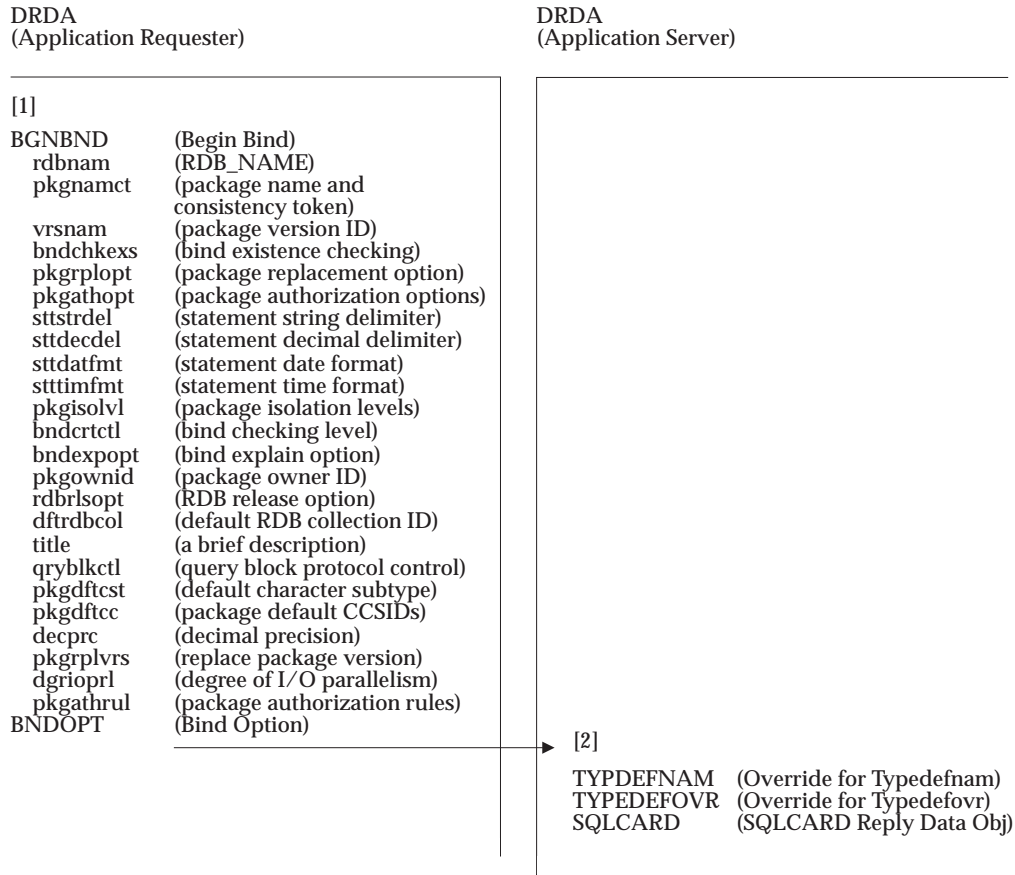 DRDA
(Application Requester)
DRDA
(Application Server)
[1]
BGNBND (Begin Bind)
rdbnam (RDB_NAME)
pkgnamct (package name and
consistency token)
vrsnam (package version ID)
bndchkexs (bind existence checking)
pkgrplopt (package replacement option)
pkgathopt (package authorization options)
sttstrdel (statement string delimiter)
sttdecdel (statement decimal delimiter)
sttdatfmt (statement date format)
stttimfmt (statement time format)
pkgisolvl (package isolation levels)
bndcrtctl (bind checking level)
bndexpopt (bind explain option)
pkgownid (package owner ID)
rdbrlsopt (RDB release option)
dftrdbcol (default RDB collection ID)
title (a brief description)
qryblkctl (query block protocol control)
pkgdftcst (default character subtype)
pkgdftcc (package default CCSIDs)
decprc (decimal precision)
pkgrplvrs (replace package version)
dgrioprl (degree of I/O parallelism)
pkgathrul (package authorization rules)
BNDOPT (Bind Option)
[2]
TYPDEFNAM (Override for Typedefnam)
TYPEDEFOVR (Override for Typedefovr)
SQLCARD (SQLCARD Reply Data Obj)